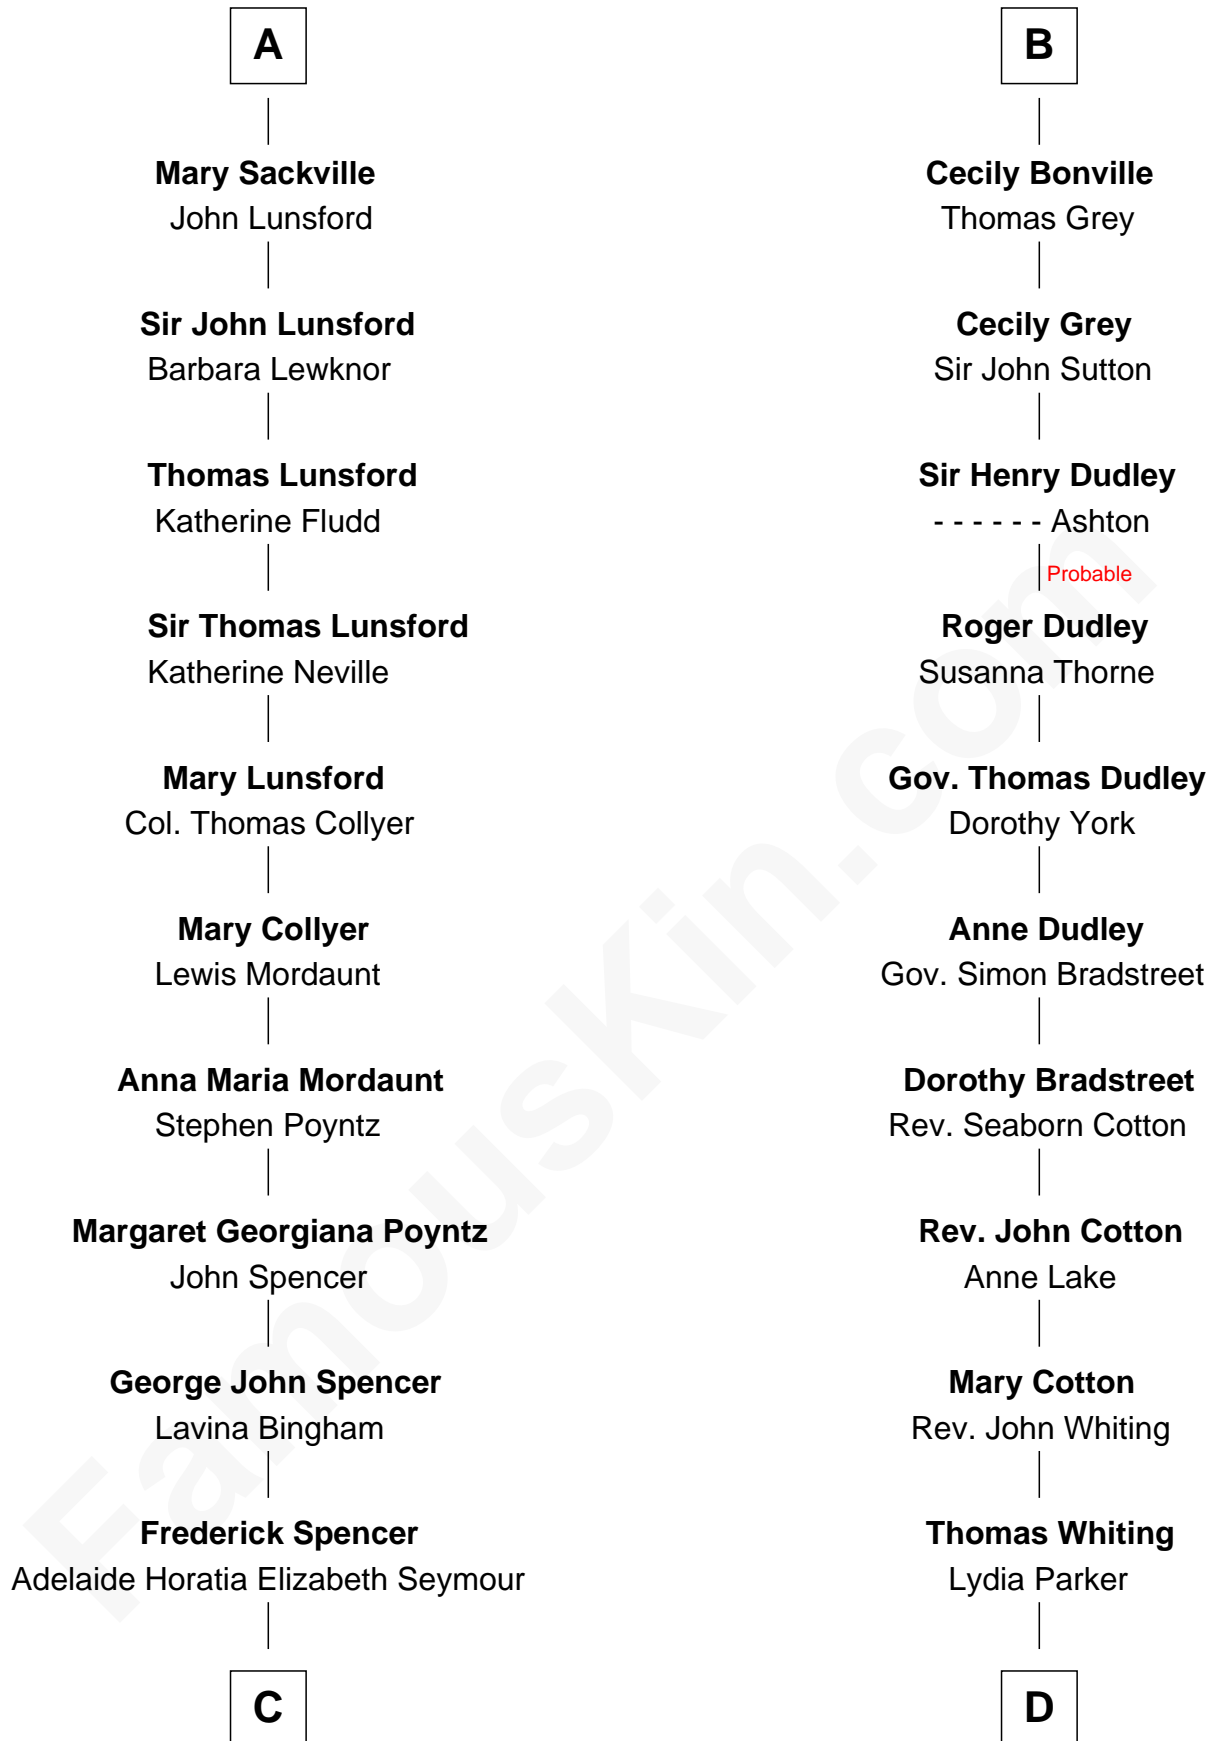 A
Mary Sackville
John Lunsford
Sir John Lunsford
Barbara Lewknor
Thomas Lunsford
Katherine Fludd
Sir Thomas Lunsford
Katherine Neville
Mary Lunsford
Col. Thomas Collyer
Mary Collyer
Lewis Mordaunt
Anna Maria Mordaunt
Stephen Poyntz
Margaret Georgiana Poyntz
John Spencer
George John Spencer
Lavina Bingham
Frederick Spencer
Adelaide Horatia Elizabeth Seymour
C
B
Cecily Bonville
Thomas Grey
Cecily Grey
Sir John Sutton
Sir Henry Dudley
- - - - - - Ashton
Probable
Roger Dudley
Susanna Thorne
Gov. Thomas Dudley
Dorothy York
Anne Dudley
Gov. Simon Bradstreet
Dorothy Bradstreet
Rev. Seaborn Cotton
Rev. John Cotton
Anne Lake
Mary Cotton
Rev. John Whiting
Thomas Whiting
Lydia Parker
D
FamousKin.com